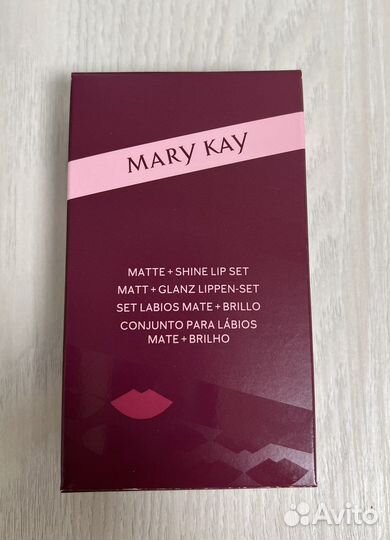 MARY KAY
MATTE + SHINE LIP SET
MATT + GLANZ LIPPEN-SET
SET LABIOS MATE + BRILLO
CONJUNTO PARA LÁBIOS
MATE + BRILHO
Avito